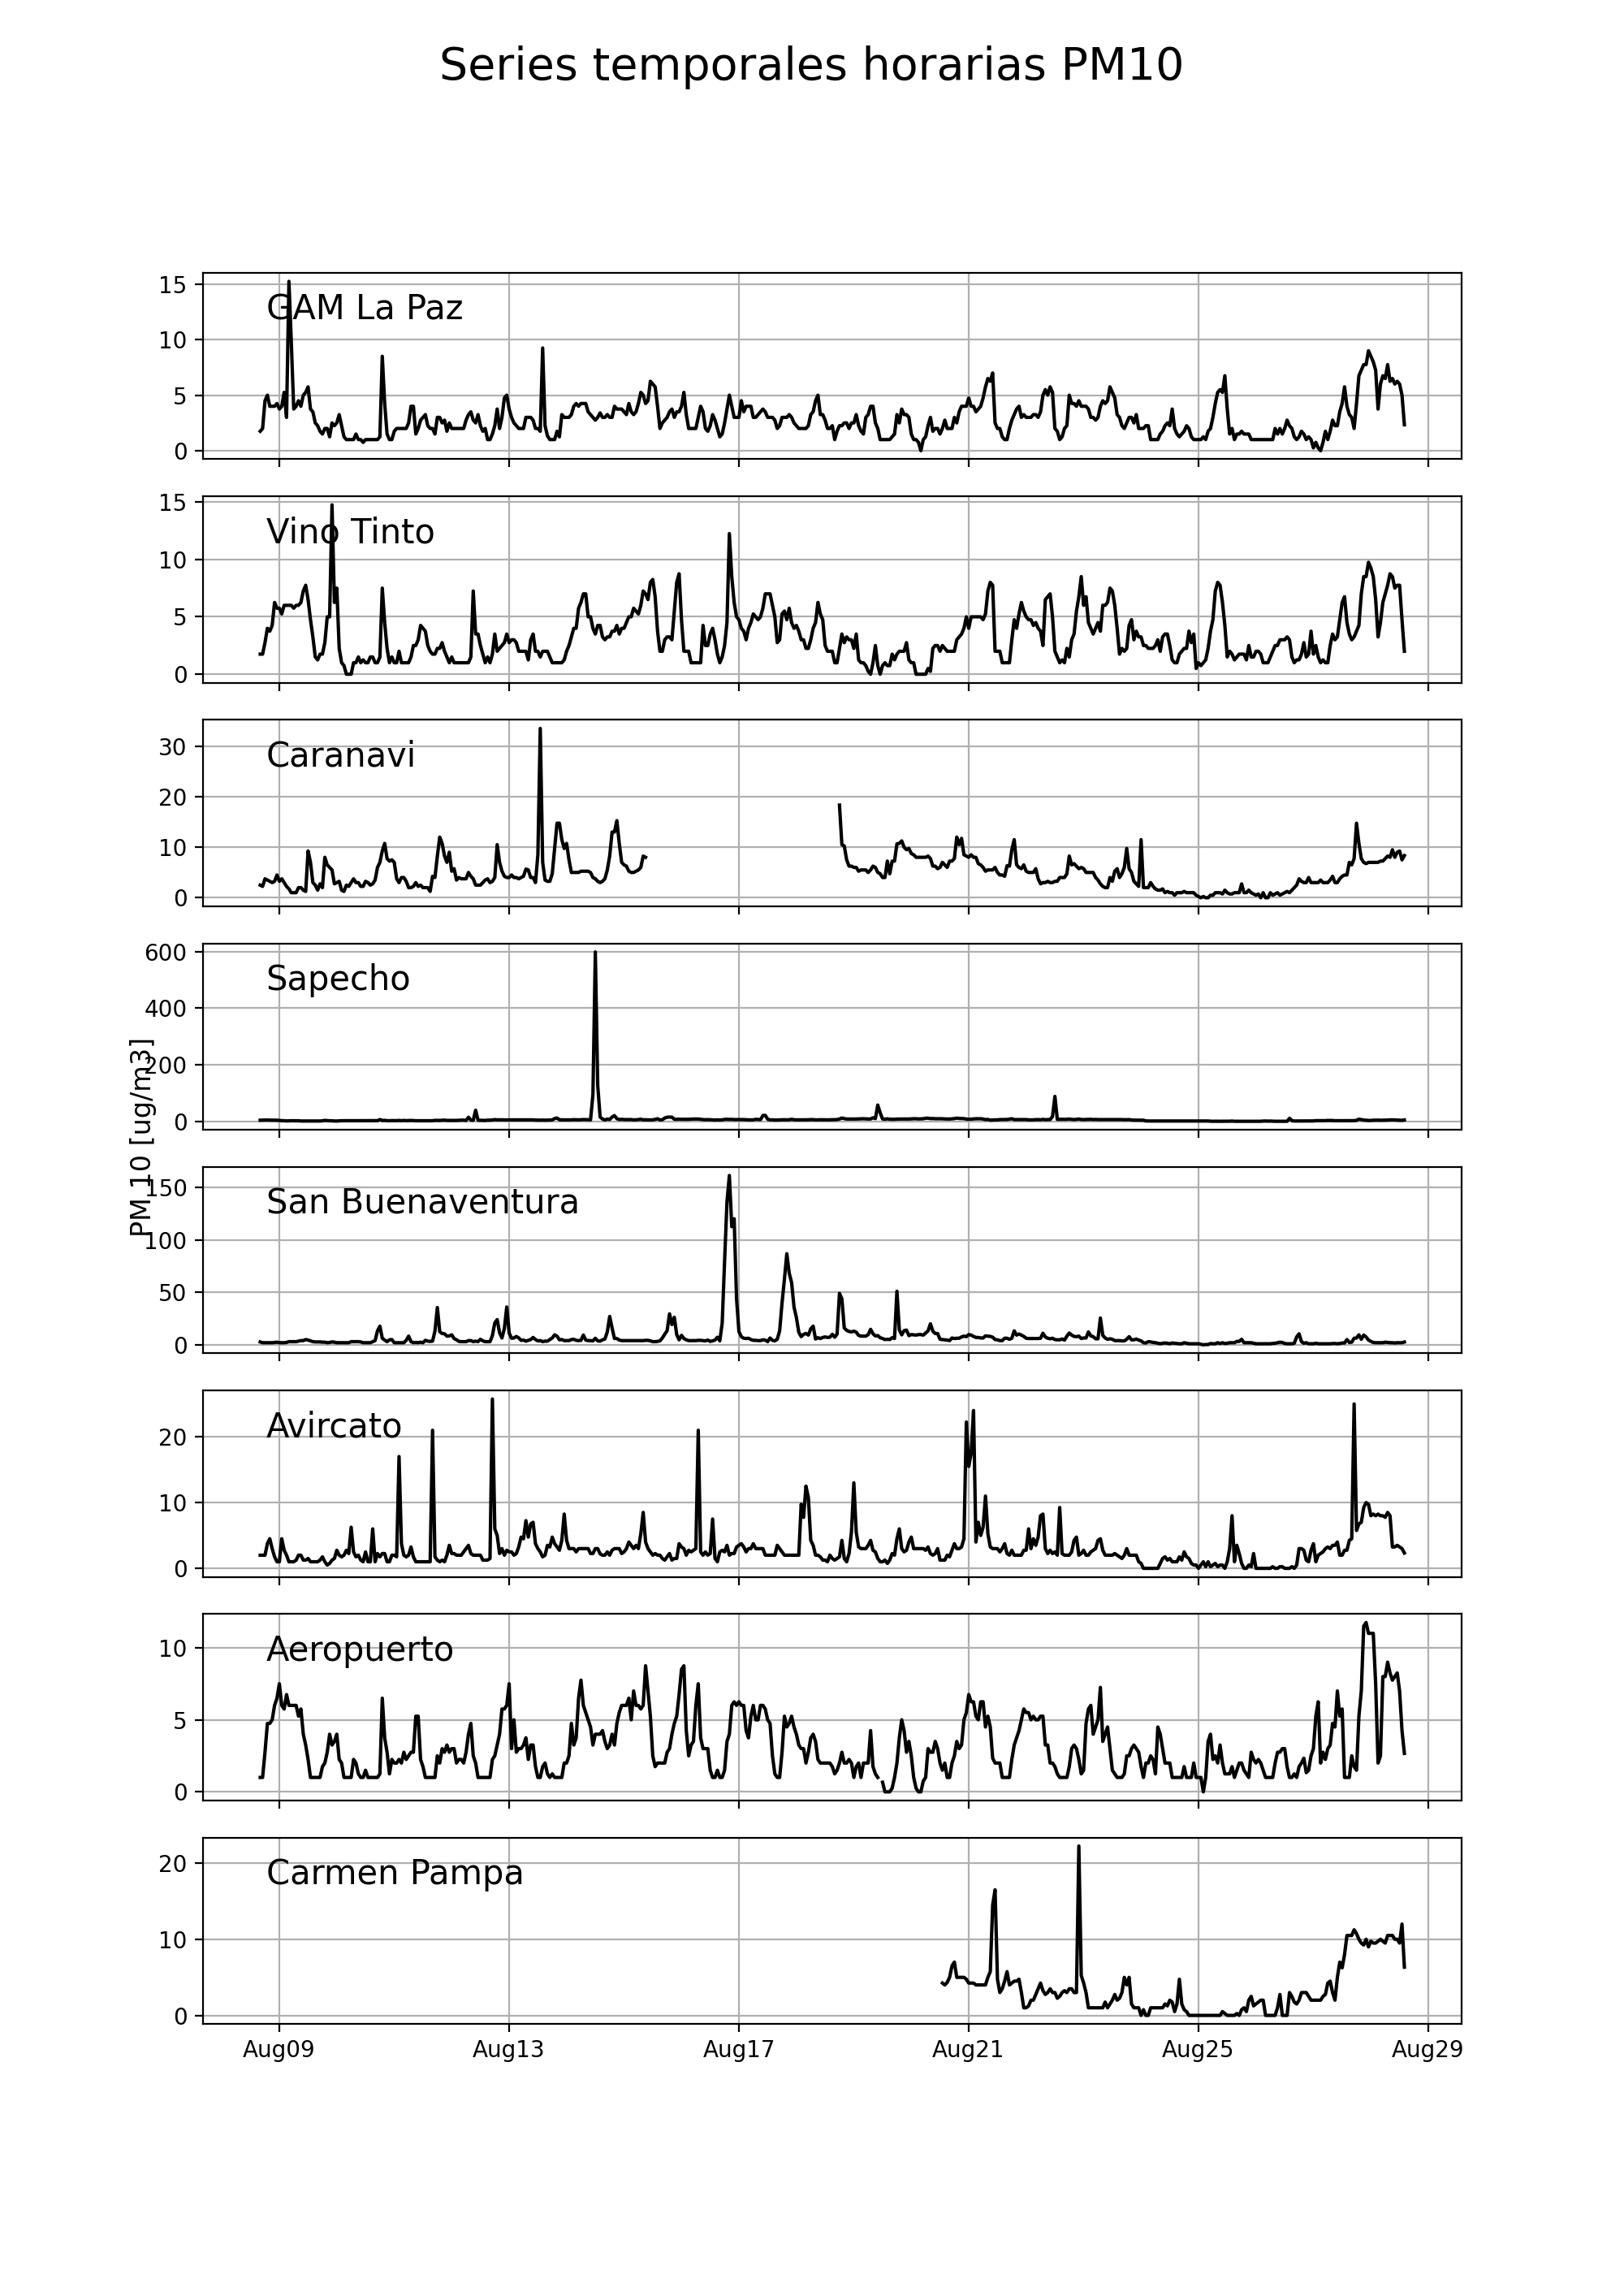 Series temporales horarias PM10
GAM La Paz
15
10
5
0
Vino Tinto
15
10
5
0
Caranavi
30
20
10
0
Sapecho
600
400
200
0
PM 10 [ug/m3]
San Buenaventura
150
100
50
0
Avircato
20
10
0
Aeropuerto
10
5
0
Carmen Pampa
20
10
0
Aug09 Aug13 Aug17 Aug21 Aug25 Aug29